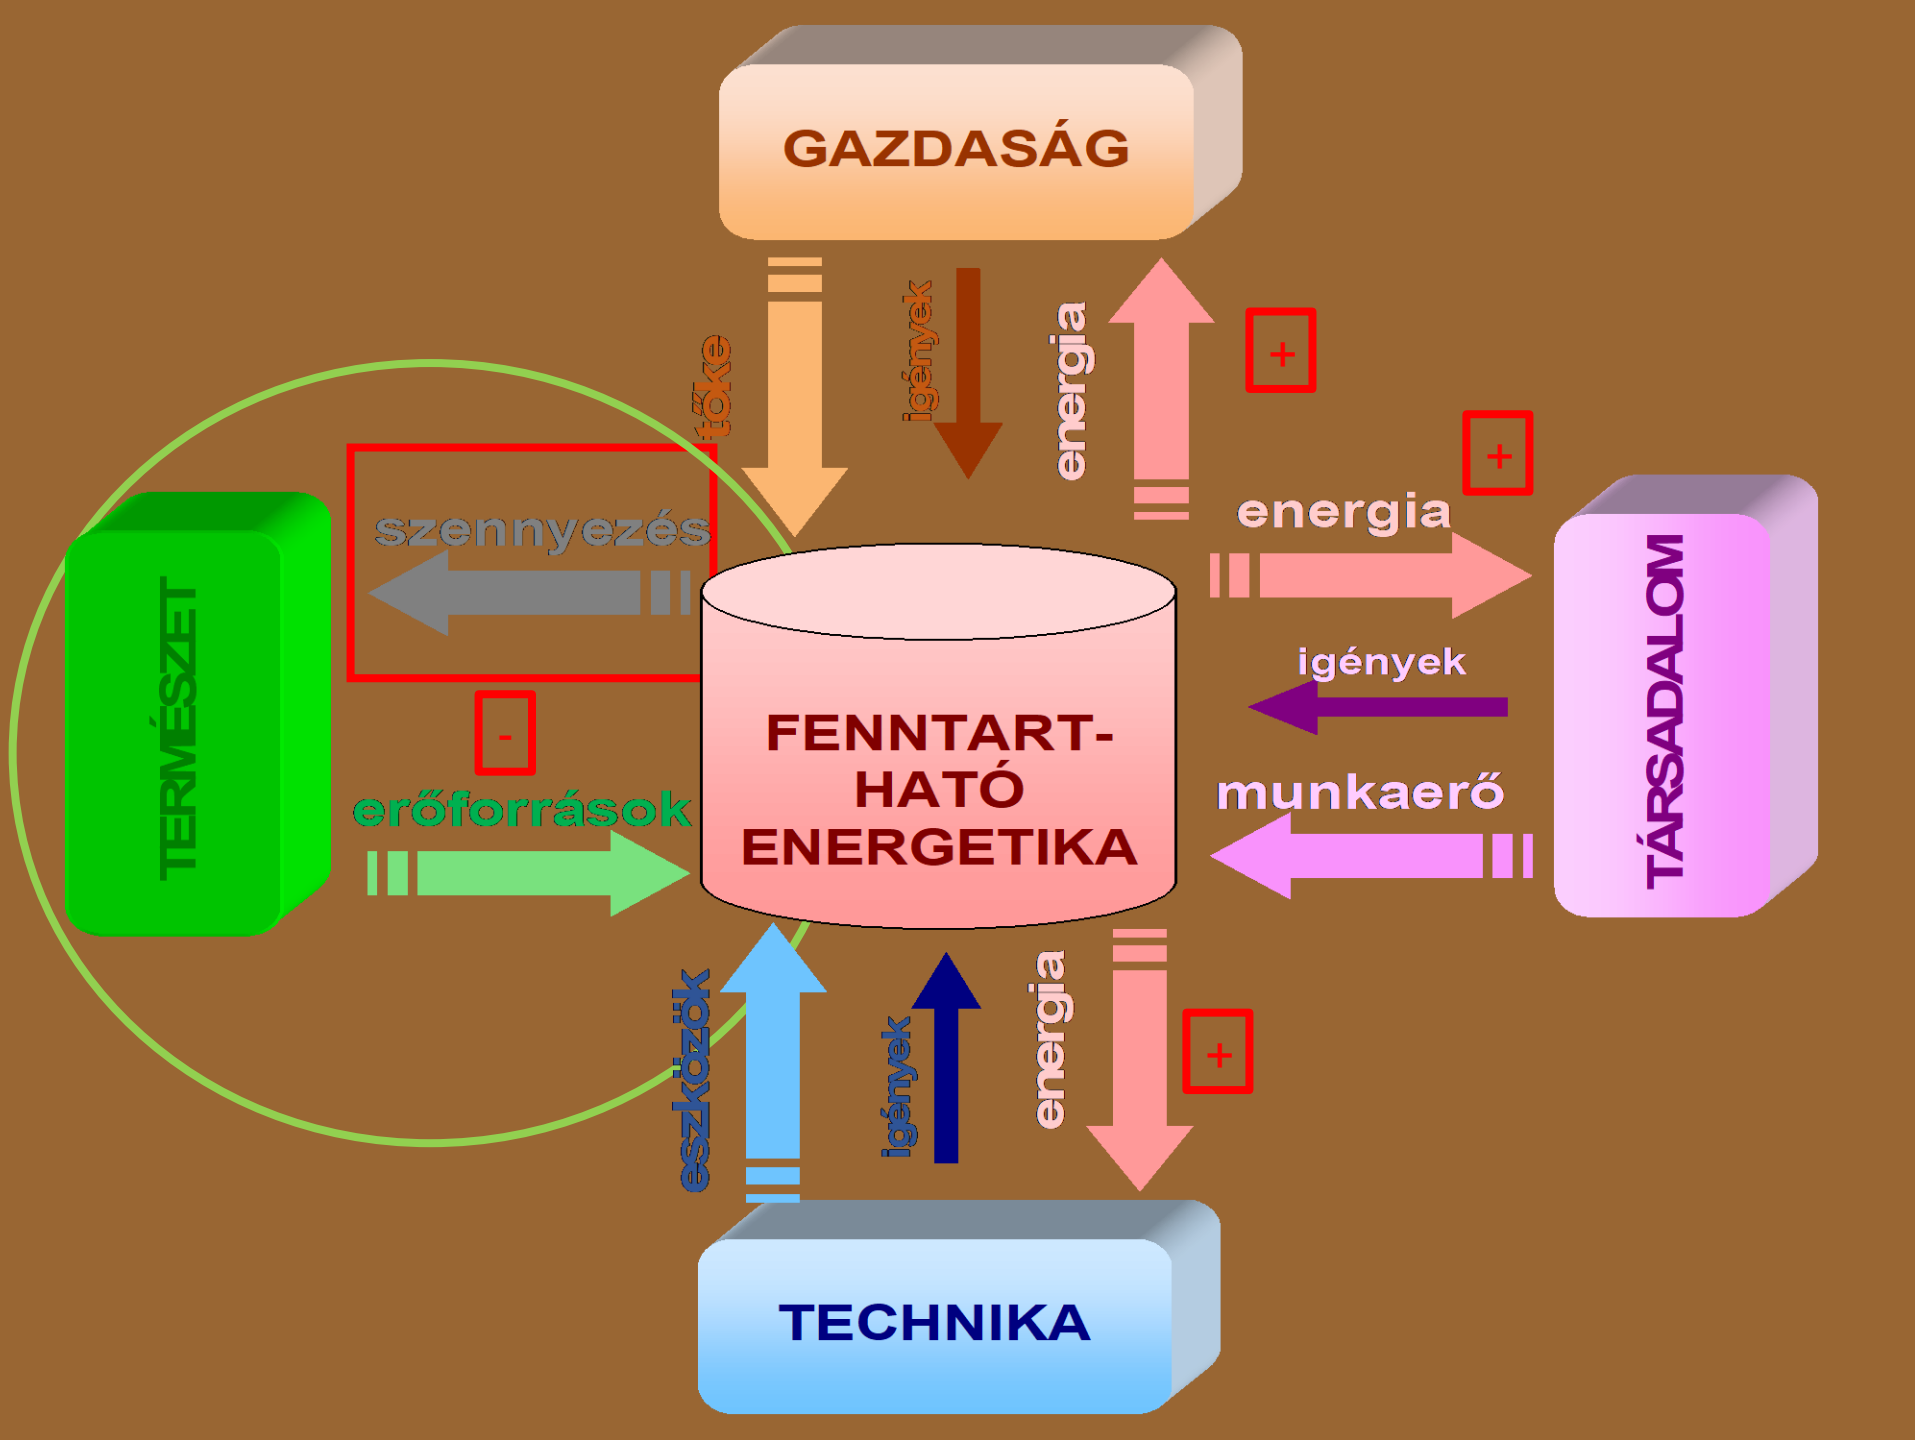 GAZDASÁG
tőke
igények
energia
+
+
energia
szennyezés
TERMÉSZET
TÁRSADALOM
igények
-
FENNTART-
HATÓ
ENERGETIKA
munkaerő
erőforrások
eszközök
igények
energia
+
TECHNIKA